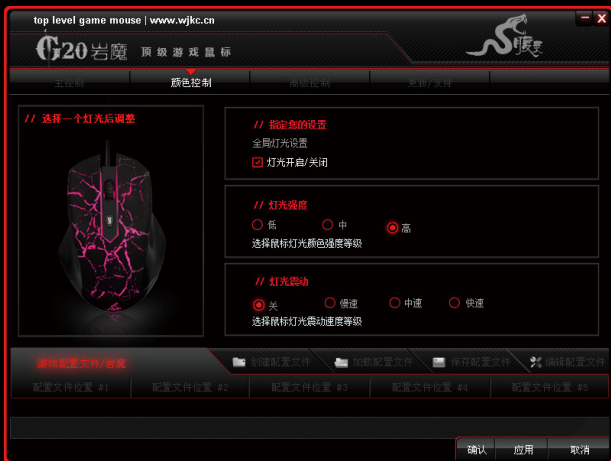 top level game mouse | www.wjkc.cn
G20岩魔 顶级游戏鼠标
主控制 颜色控制 高级控制 更新/支持
// 选择一个灯光后调整
// 指定您的设置
全局灯光设置
灯光开启/关闭
// 灯光强度
低 中 高
选择鼠标灯光颜色强度等级
// 灯光震动
关 慢速 中速 快速
选择鼠标灯光震动速度等级
游戏配置文件/岩魔 创建配置文件 加载配置文件 保存配置文件 编辑配置文件
配置文件位置 #1 配置文件位置 #2 配置文件位置 #3 配置文件位置 #4 配置文件位置 #5
确认 应用 取消